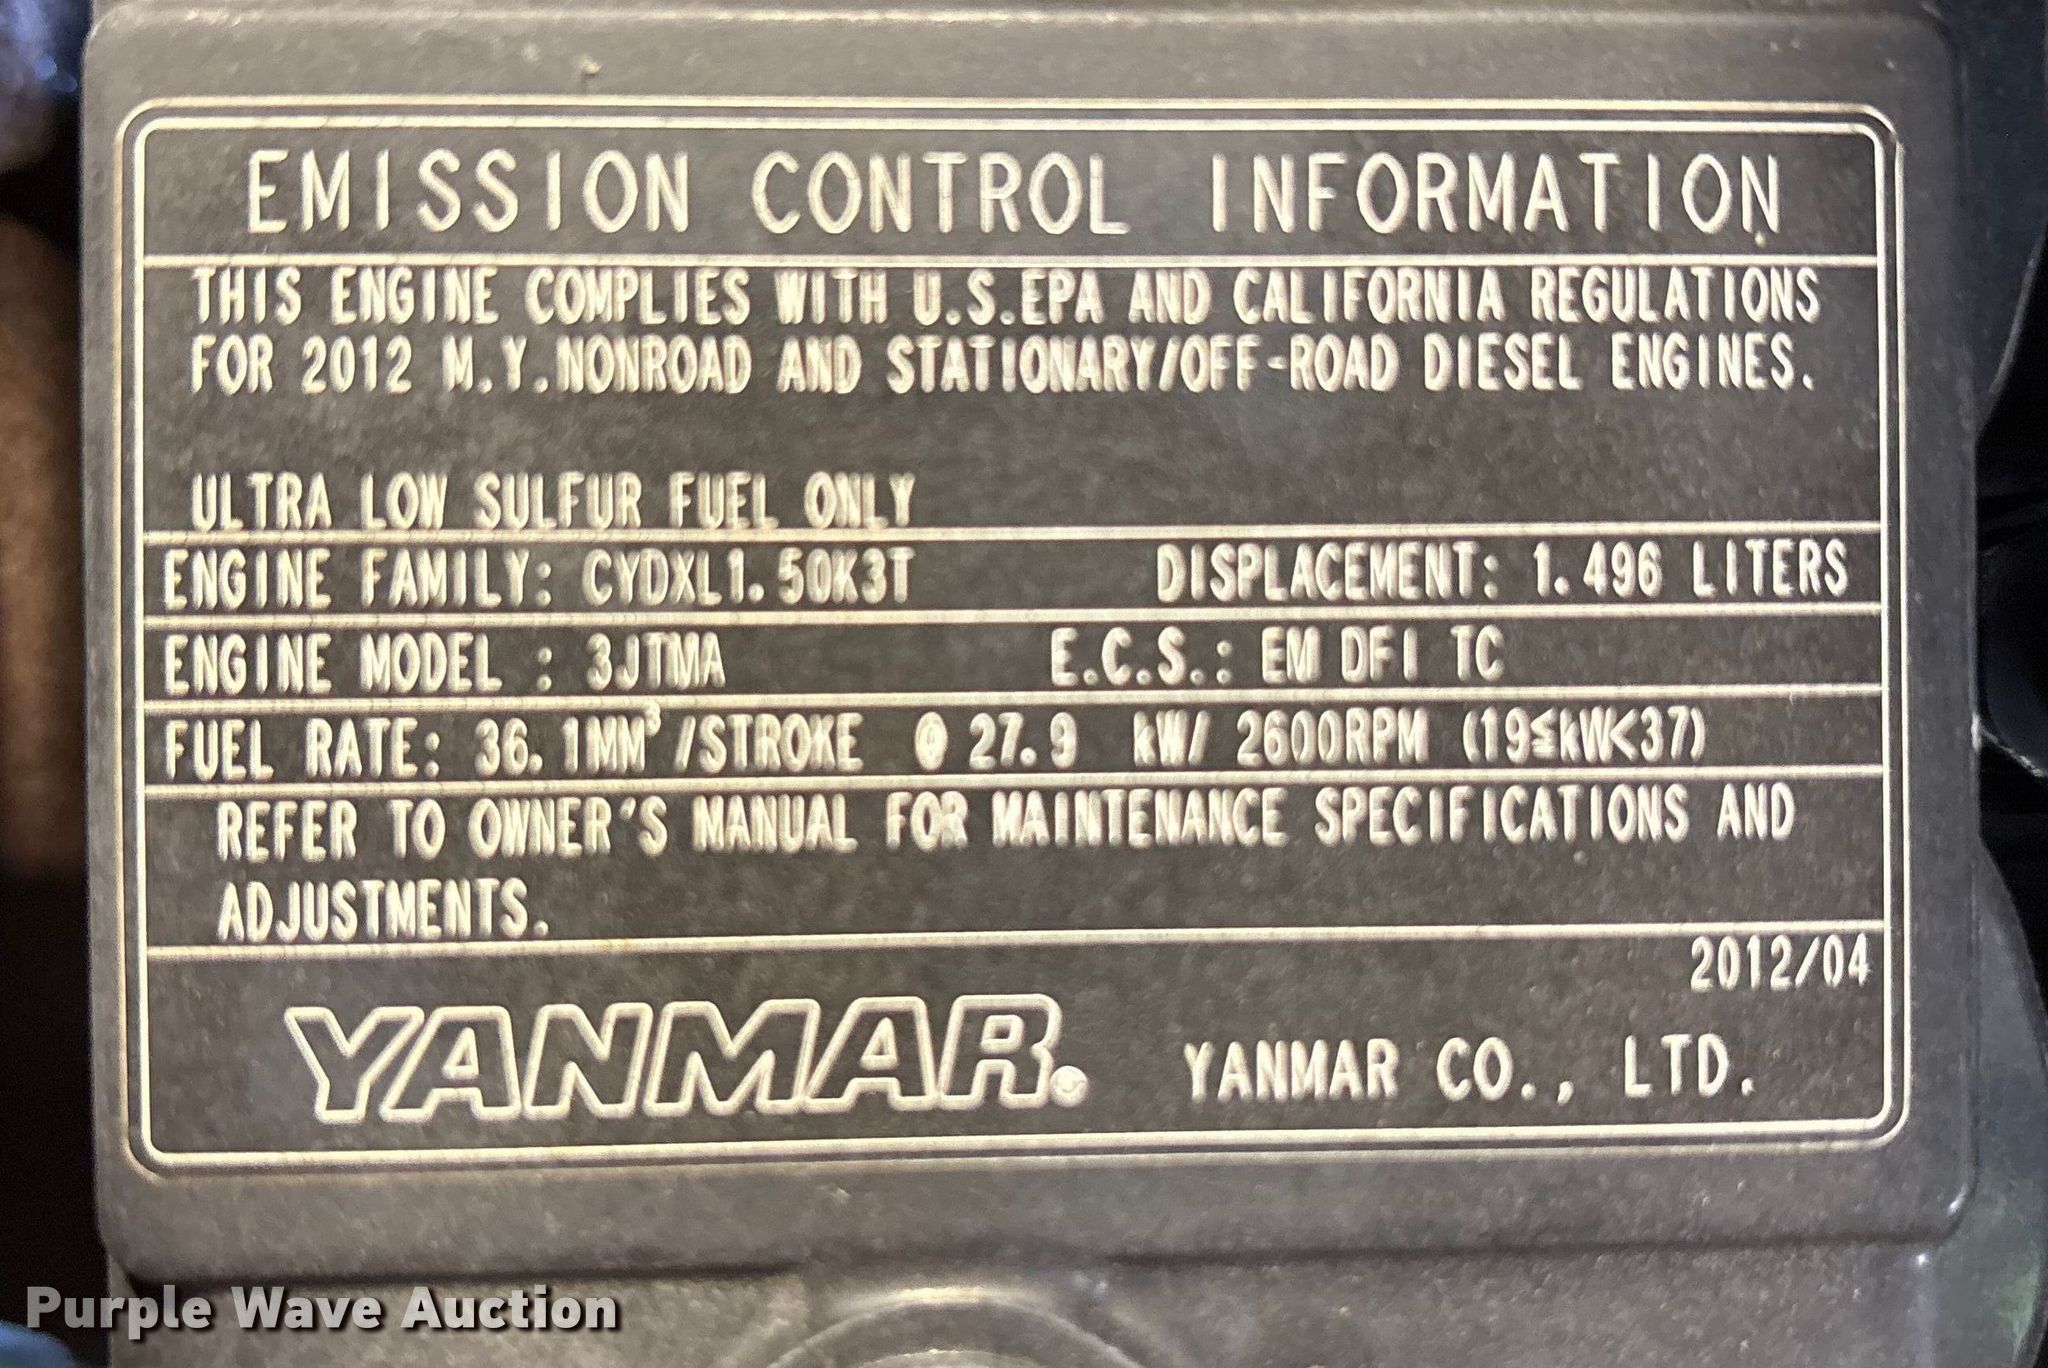 EMISSION CONTROL INFORMATION
THIS ENGINE COMPLIES WITH U.S.EPA AND CALIFORNIA REGULATIONS
FOR 2012 M.Y.NONROAD AND STATIONARY/OFF-ROAD DIESEL ENGINES.
ULTRA LOW SULFUR FUEL ONLY
ENGINE FAMILY: CYDXL1.50K3T DISPLACEMENT: 1.496 LITERS
ENGINE MODEL : 3JTMA E.C.S.: EM DFI TC
FUEL RATE: 36.1MM³/STROKE @ 27.9 kW/ 2600RPM (19≦kW<37)
REFER TO OWNER'S MANUAL FOR MAINTENANCE SPECIFICATIONS AND
ADJUSTMENTS.
2012/04
YANMAR® YANMAR CO., LTD.
Purple Wave Auction